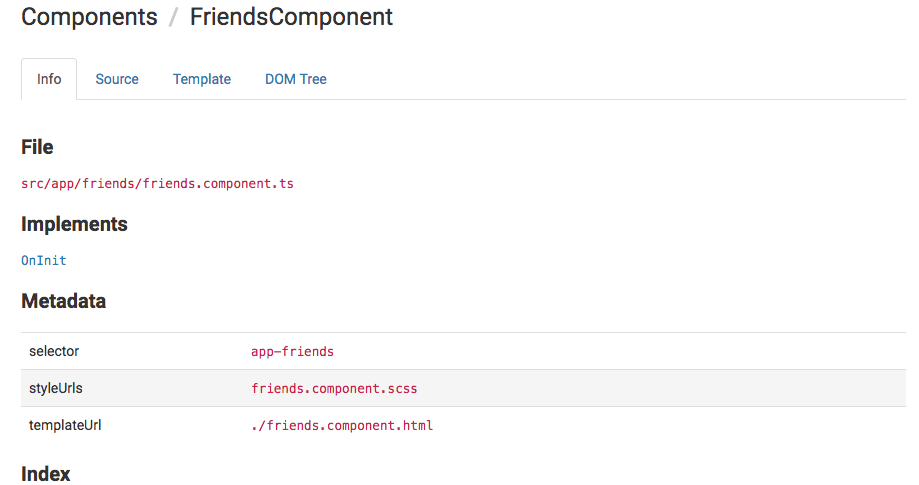 Components / FriendsComponent
Info Source Template DOM Tree
File
src/app/friends/friends.component.ts
Implements
OnInit
Metadata
selector app-friends
styleUrls friends.component.scss
templateUrl ./friends.component.html
Index